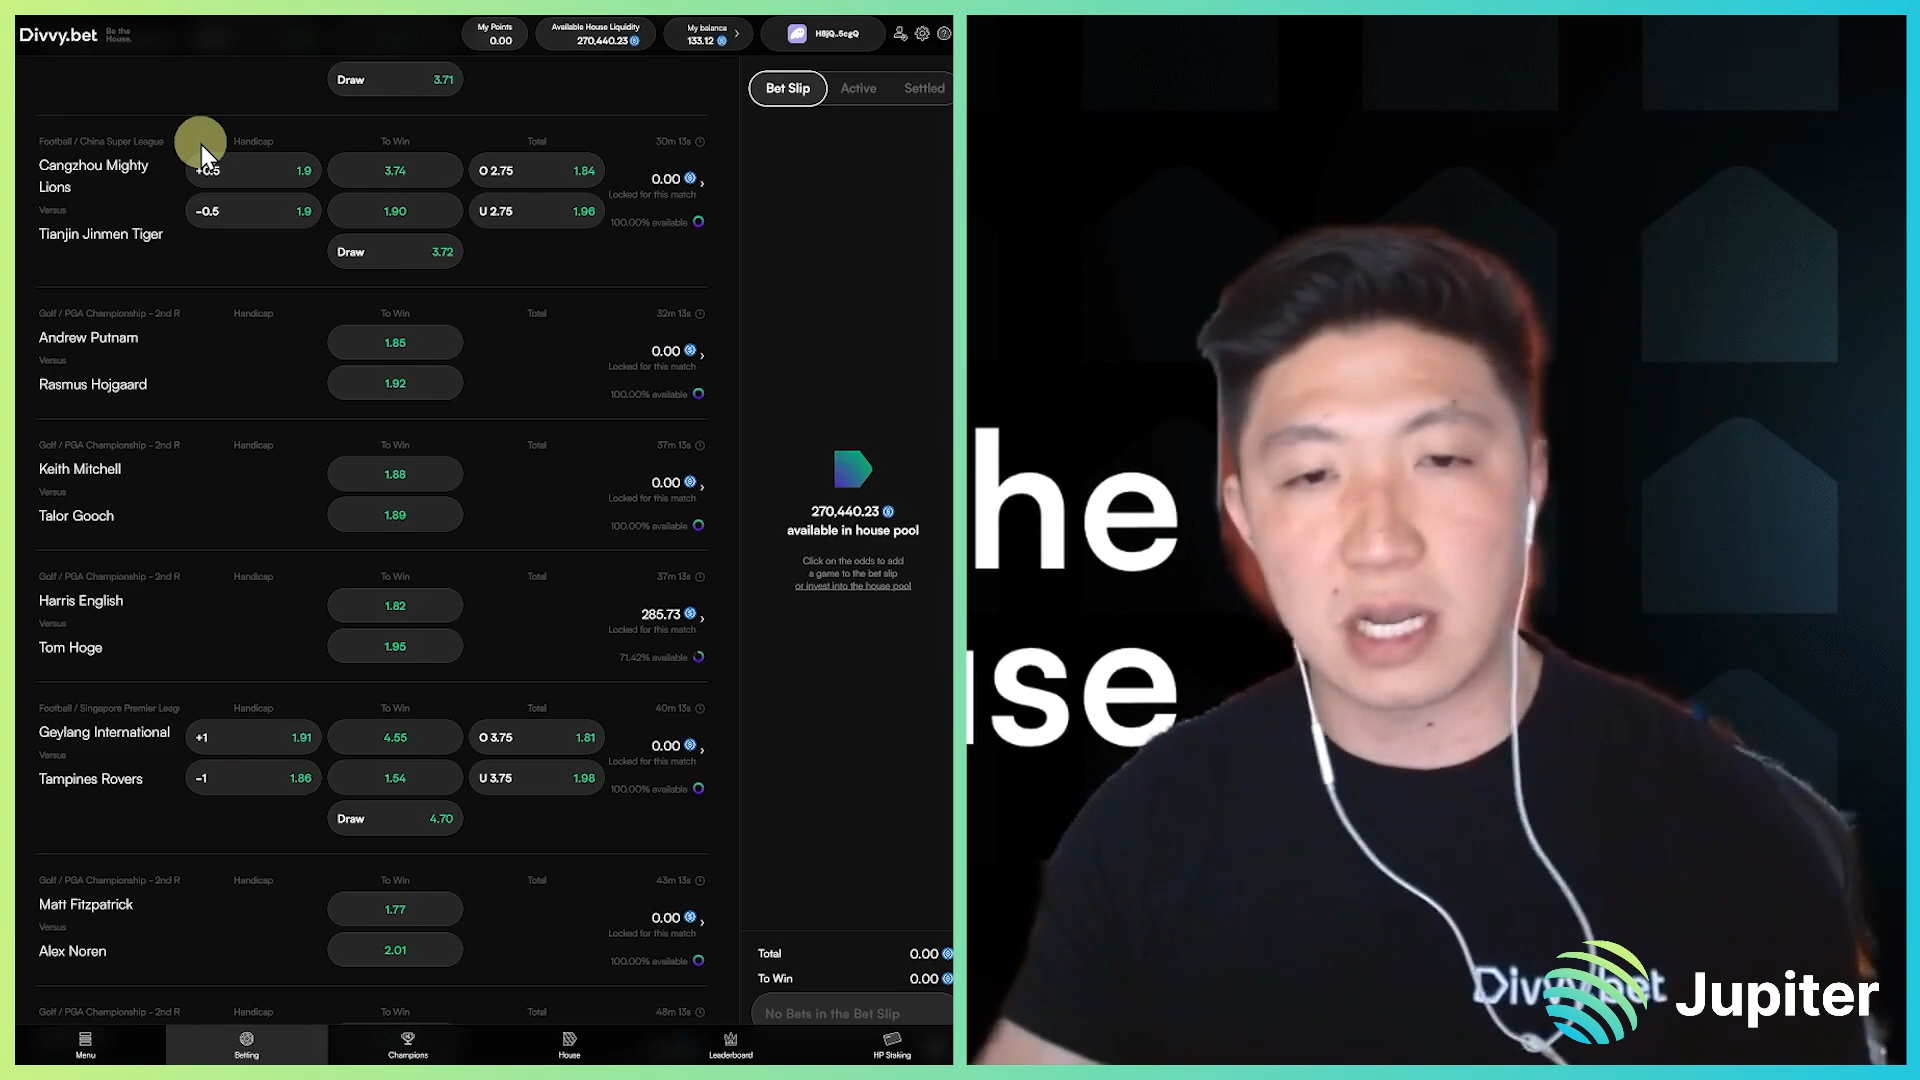 Divvy.bet
Be the
House.
My Points
0.00
Available House Liquidity
270,440.23
My balance
133.12
H8jQ..5cgQ
Draw 3.71
Bet Slip Active Settled
Football / China Super League Handicap To Win Total 30m 13s
Cangzhou Mighty
Lions
Versus
Tianjin Jinmen Tiger
+0.5 1.9 3.74 O 2.75 1.84
-0.5 1.9 1.90 U 2.75 1.96
Draw 3.72
0.00
Locked for this match
100.00% available
Golf / PGA Championship - 2nd R Handicap To Win Total 32m 13s
Andrew Putnam 1.85
Versus
Rasmus Hojgaard 1.92
0.00
Locked for this match
100.00% available
Golf / PGA Championship - 2nd R Handicap To Win Total 37m 13s
Keith Mitchell 1.88
Versus
Talor Gooch 1.89
0.00
Locked for this match
100.00% available
Golf / PGA Championship - 2nd R Handicap To Win Total 37m 13s
Harris English 1.82
Versus
Tom Hoge 1.95
285.73
Locked for this match
71.42% available
Football / Singapore Premier Leag Handicap To Win Total 40m 13s
Geylang International +1 1.91 4.55 O 3.75 1.81
Versus
Tampines Rovers -1 1.86 1.54 U 3.75 1.98
Draw 4.70
0.00
Locked for this match
100.00% available
Golf / PGA Championship - 2nd R Handicap To Win Total 43m 13s
Matt Fitzpatrick 1.77
Versus
Alex Noren 2.01
0.00
Locked for this match
100.00% available
Golf / PGA Championship - 2nd R Handicap To Win Total 48m 13s
270,440.23
available in house pool
Click on the odds to add
a game to the bet slip
or invest into the house pool
Total 0.00
To Win 0.00
No Bets in the Bet Slip
Menu Betting Champions House Leaderboard HP Staking
he
use
Divvy.bet
Jupiter